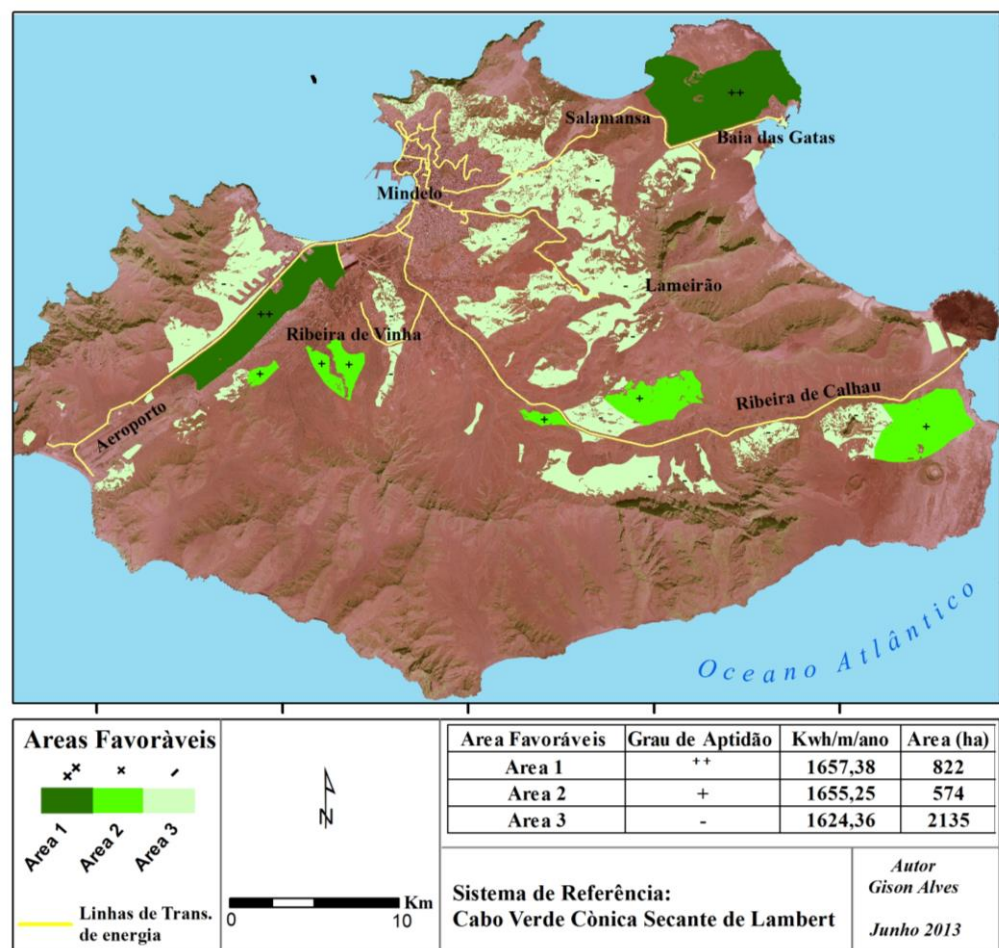 ++
Salamansa
Baia das Gatas
Mindelo
-
-
-
-
Lameirão
++
Ribeira de Vinha
+
+
+
+
+
Ribeira de Calhau
Aeroporto
+
-
-
Oceano Atlântico
Areas Favoràveis
++ + -
Area 1 Area 2 Area 3
Linhas de Trans.
de energia
N
0 10 Km
Area Favoráveis Grau de Aptidão Kwh/m/ano Area (ha)
Area 1 ++ 1657,38 822
Area 2 + 1655,25 574
Area 3 - 1624,36 2135
Sistema de Referência:
Cabo Verde Cònica Secante de Lambert
Autor
Gison Alves
Junho 2013